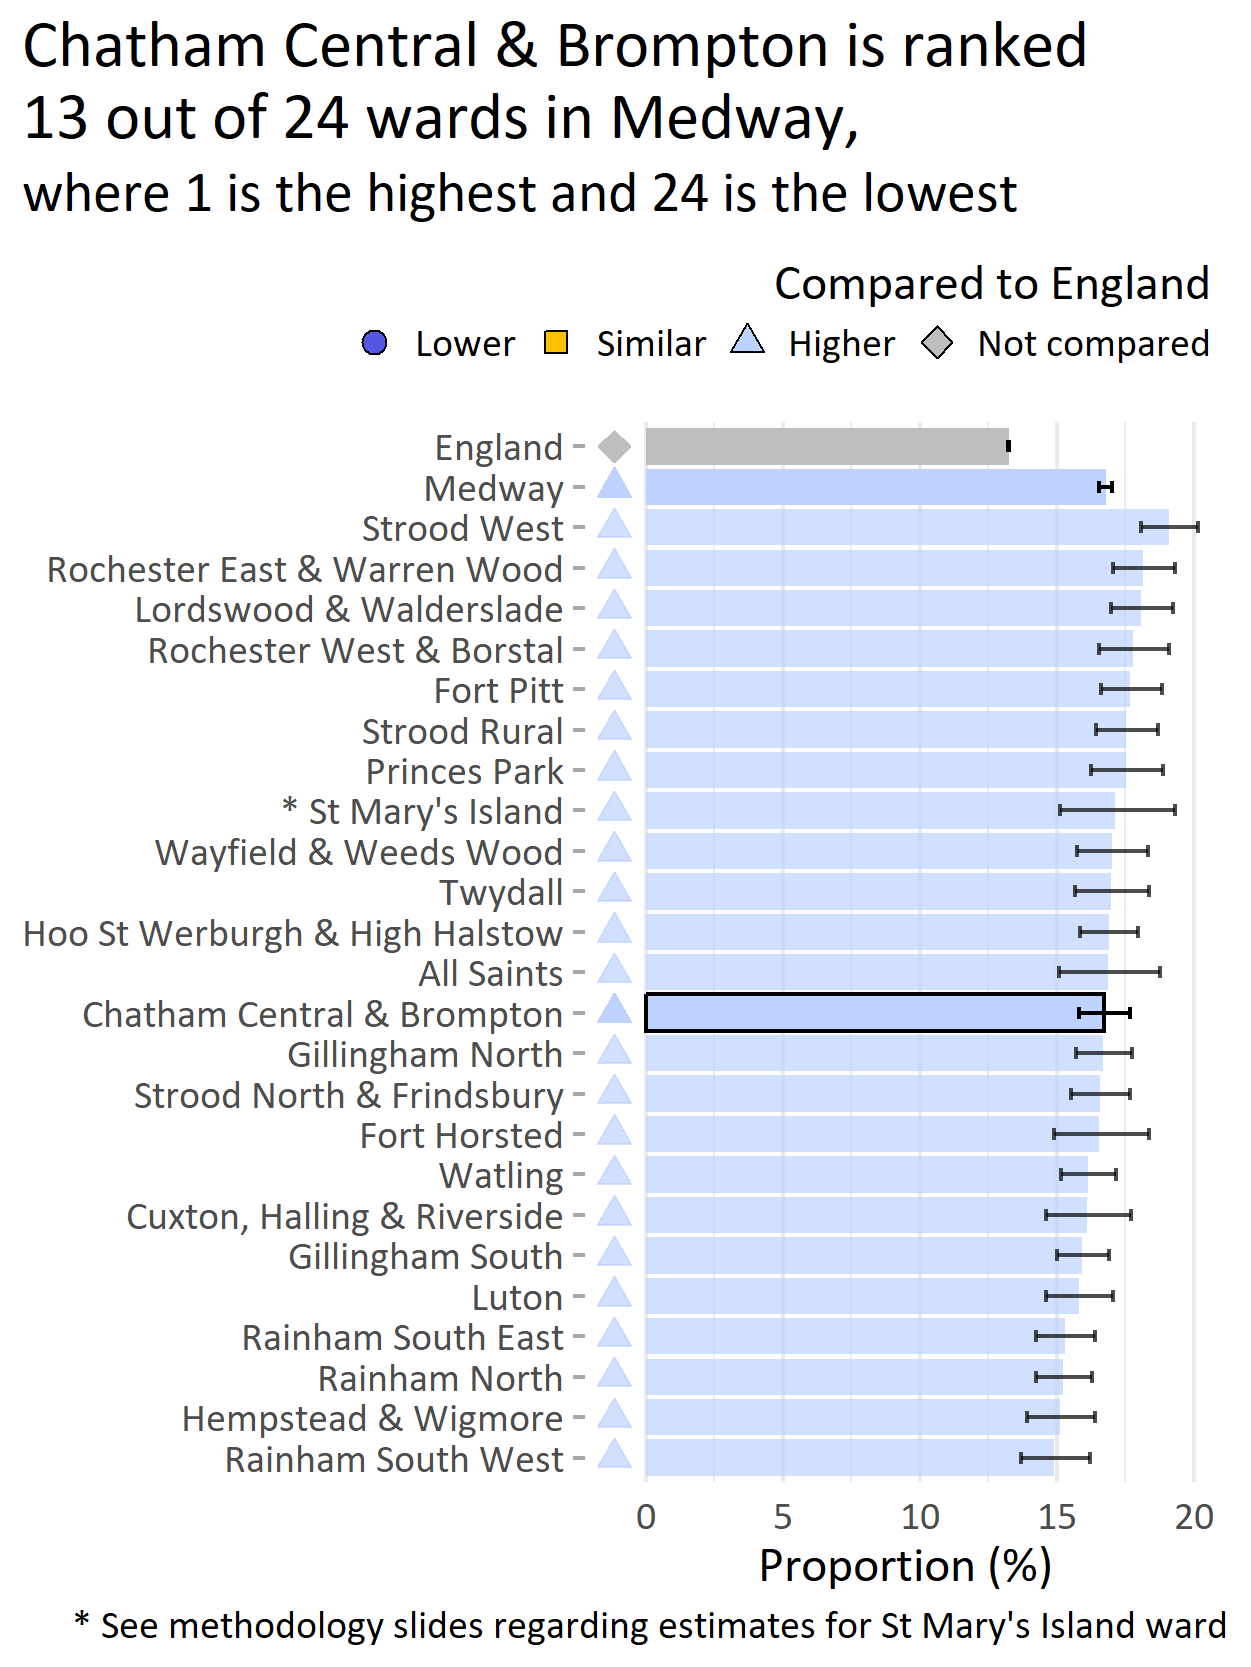 Chatham Central & Brompton is ranked
13 out of 24 wards in Medway,
where 1 is the highest and 24 is the lowest
Compared to England
Lower Similar Higher Not compared
England
Medway
Strood West
Rochester East & Warren Wood
Lordswood & Walderslade
Rochester West & Borstal
Fort Pitt
Strood Rural
Princes Park
* St Mary's Island
Wayfield & Weeds Wood
Twydall
Hoo St Werburgh & High Halstow
All Saints
Chatham Central & Brompton
Gillingham North
Strood North & Frindsbury
Fort Horsted
Watling
Cuxton, Halling & Riverside
Gillingham South
Luton
Rainham South East
Rainham North
Hempstead & Wigmore
Rainham South West
0 5 10 15 20
Proportion (%)
* See methodology slides regarding estimates for St Mary's Island ward